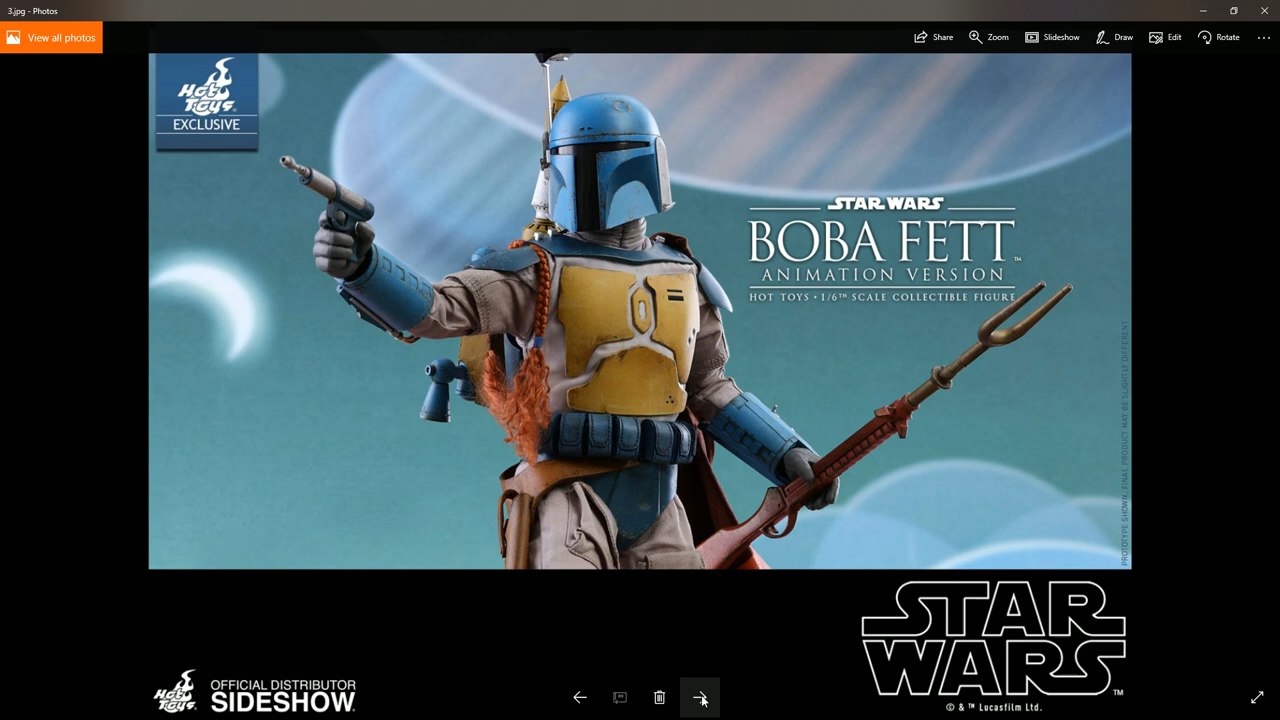 3.jpg - Photos
View all photos
Share
Zoom
Slideshow
Draw
Edit
Rotate
Hot Toys
EXCLUSIVE
STAR WARS
BOBA FETT™
ANIMATION VERSION
HOT TOYS • 1/6TH SCALE COLLECTIBLE FIGURE
PROTOTYPE SHOWN, FINAL PRODUCT MAY BE SLIGHTLY DIFFERENT
Hot Toys
OFFICIAL DISTRIBUTOR
SIDESHOW.
STAR
WARS™
© & ™ Lucasfilm Ltd.